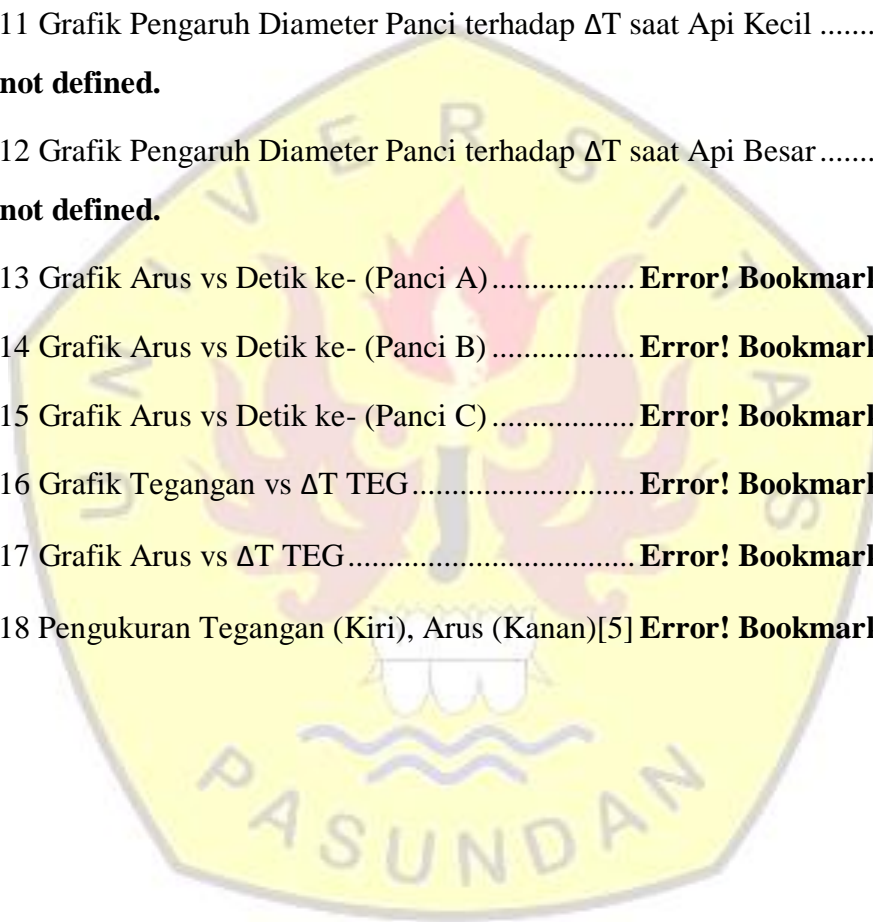 11 Grafik Pengaruh Diameter Panci terhadap ΔT saat Api Kecil .......
not defined.
12 Grafik Pengaruh Diameter Panci terhadap ΔT saat Api Besar .......
not defined.
13 Grafik Arus vs Detik ke- (Panci A) .................. Error! Bookmark
14 Grafik Arus vs Detik ke- (Panci B) .................. Error! Bookmark
15 Grafik Arus vs Detik ke- (Panci C) .................. Error! Bookmark
16 Grafik Tegangan vs ΔT TEG ............................ Error! Bookmark
17 Grafik Arus vs ΔT TEG .................................... Error! Bookmark
18 Pengukuran Tegangan (Kiri), Arus (Kanan)[5] Error! Bookmark
UNIVERSITAS
PASUNDAN